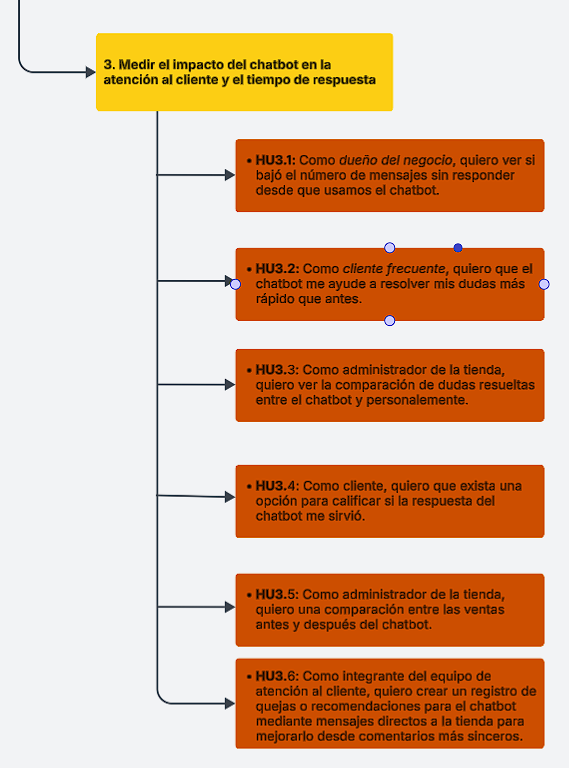 3. Medir el impacto del chatbot en la
atención al cliente y el tiempo de respuesta
• HU3.1: Como dueño del negocio, quiero ver si
bajó el número de mensajes sin responder
desde que usamos el chatbot.
• HU3.2: Como cliente frecuente, quiero que el
chatbot me ayude a resolver mis dudas más
rápido que antes.
• HU3.3: Como administrador de la tienda,
quiero ver la comparación de dudas resueltas
entre el chatbot y personalemente.
• HU3.4: Como cliente, quiero que exista una
opción para calificar si la respuesta del
chatbot me sirvió.
• HU3.5: Como administrador de la tienda,
quiero una comparación entre las ventas
antes y después del chatbot.
• HU3.6: Como integrante del equipo de
atención al cliente, quiero crear un registro de
quejas o recomendaciones para el chatbot
mediante mensajes directos a la tienda para
mejorarlo desde comentarios más sinceros.